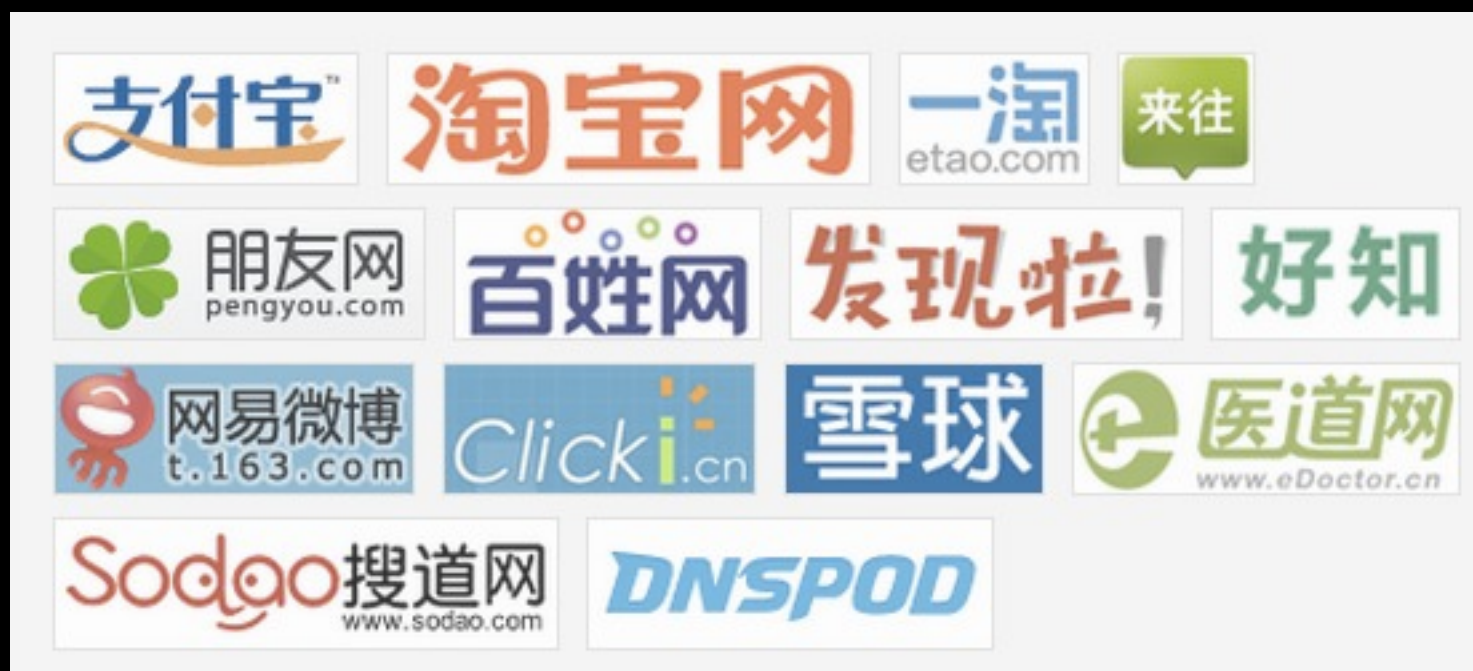 支付宝™
淘宝网
一淘
etao.com
来往
朋友网
pengyou.com
百姓网
发现啦!
好知
网易微博
t.163.com
Clicki.cn
雪球
e医道网
www.eDoctor.cn
Sodao搜道网
www.sodao.com
DNSPOD